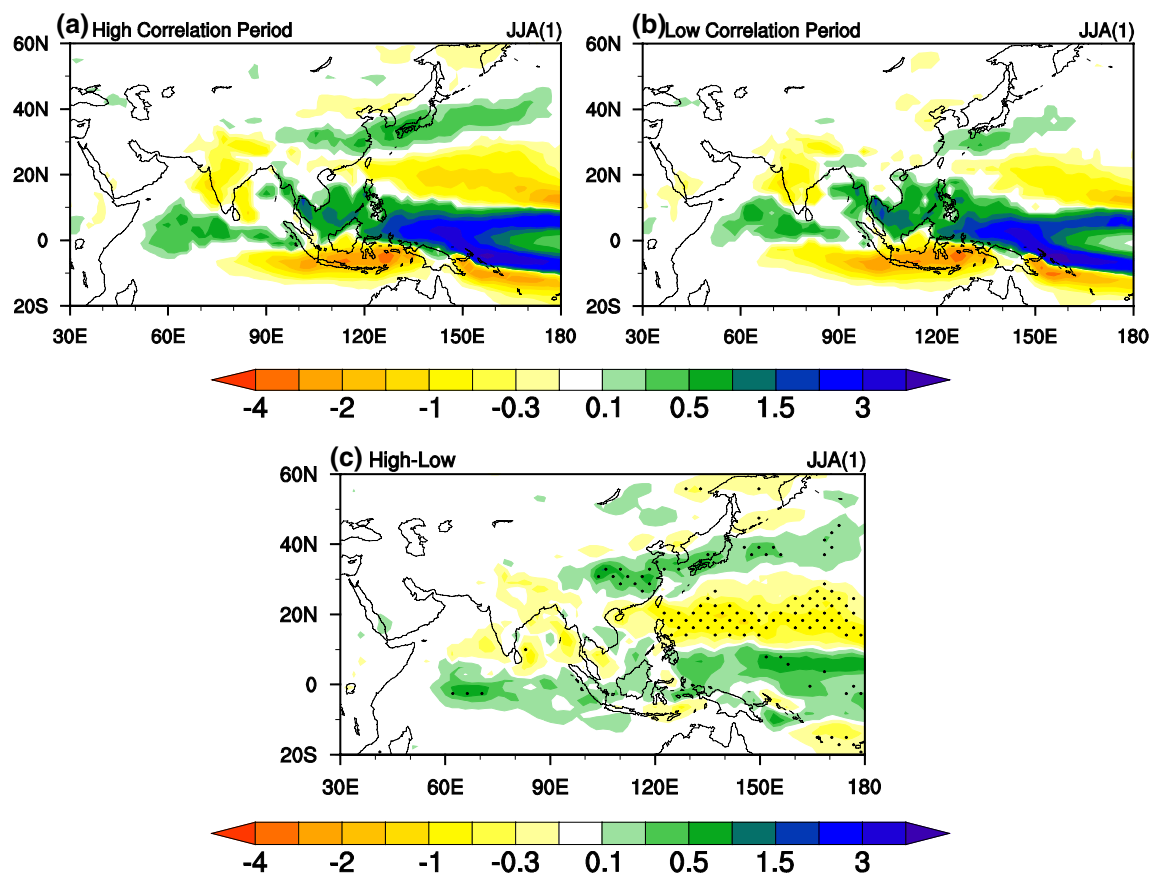 (a) High Correlation Period JJA(1)
(b) Low Correlation Period JJA(1)
60N 60N
40N 40N
20N 20N
0 0
20S 20S
30E 60E 90E 120E 150E 180 30E 60E 90E 120E 150E 180
-4 -2 -1 -0.3 0.1 0.5 1.5 3
(c) High-Low JJA(1)
60N
40N
20N
0
20S
30E 60E 90E 120E 150E 180
-4 -2 -1 -0.3 0.1 0.5 1.5 3